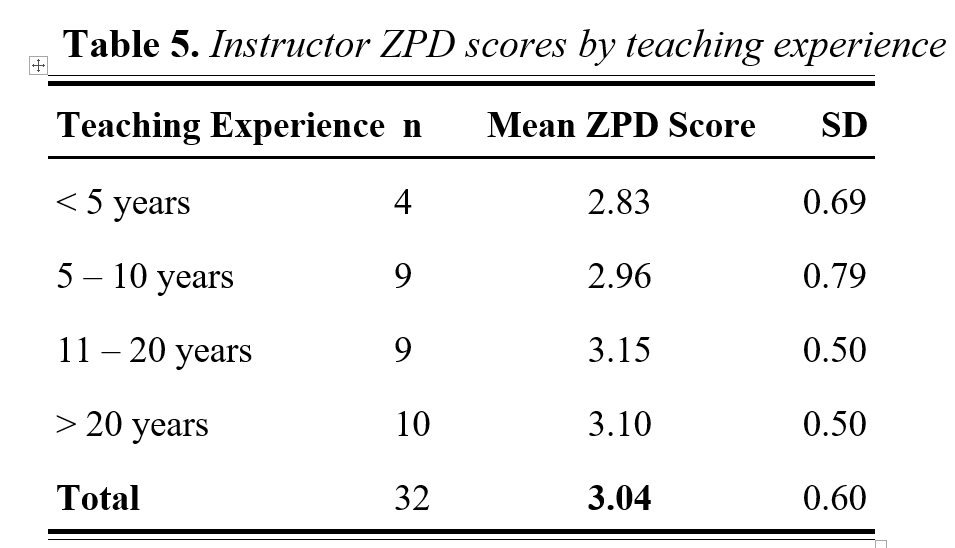 Table 5. Instructor ZPD scores by teaching experience
Teaching Experience n Mean ZPD Score SD
< 5 years 4 2.83 0.69
5 – 10 years 9 2.96 0.79
11 – 20 years 9 3.15 0.50
> 20 years 10 3.10 0.50
Total 32 3.04 0.60